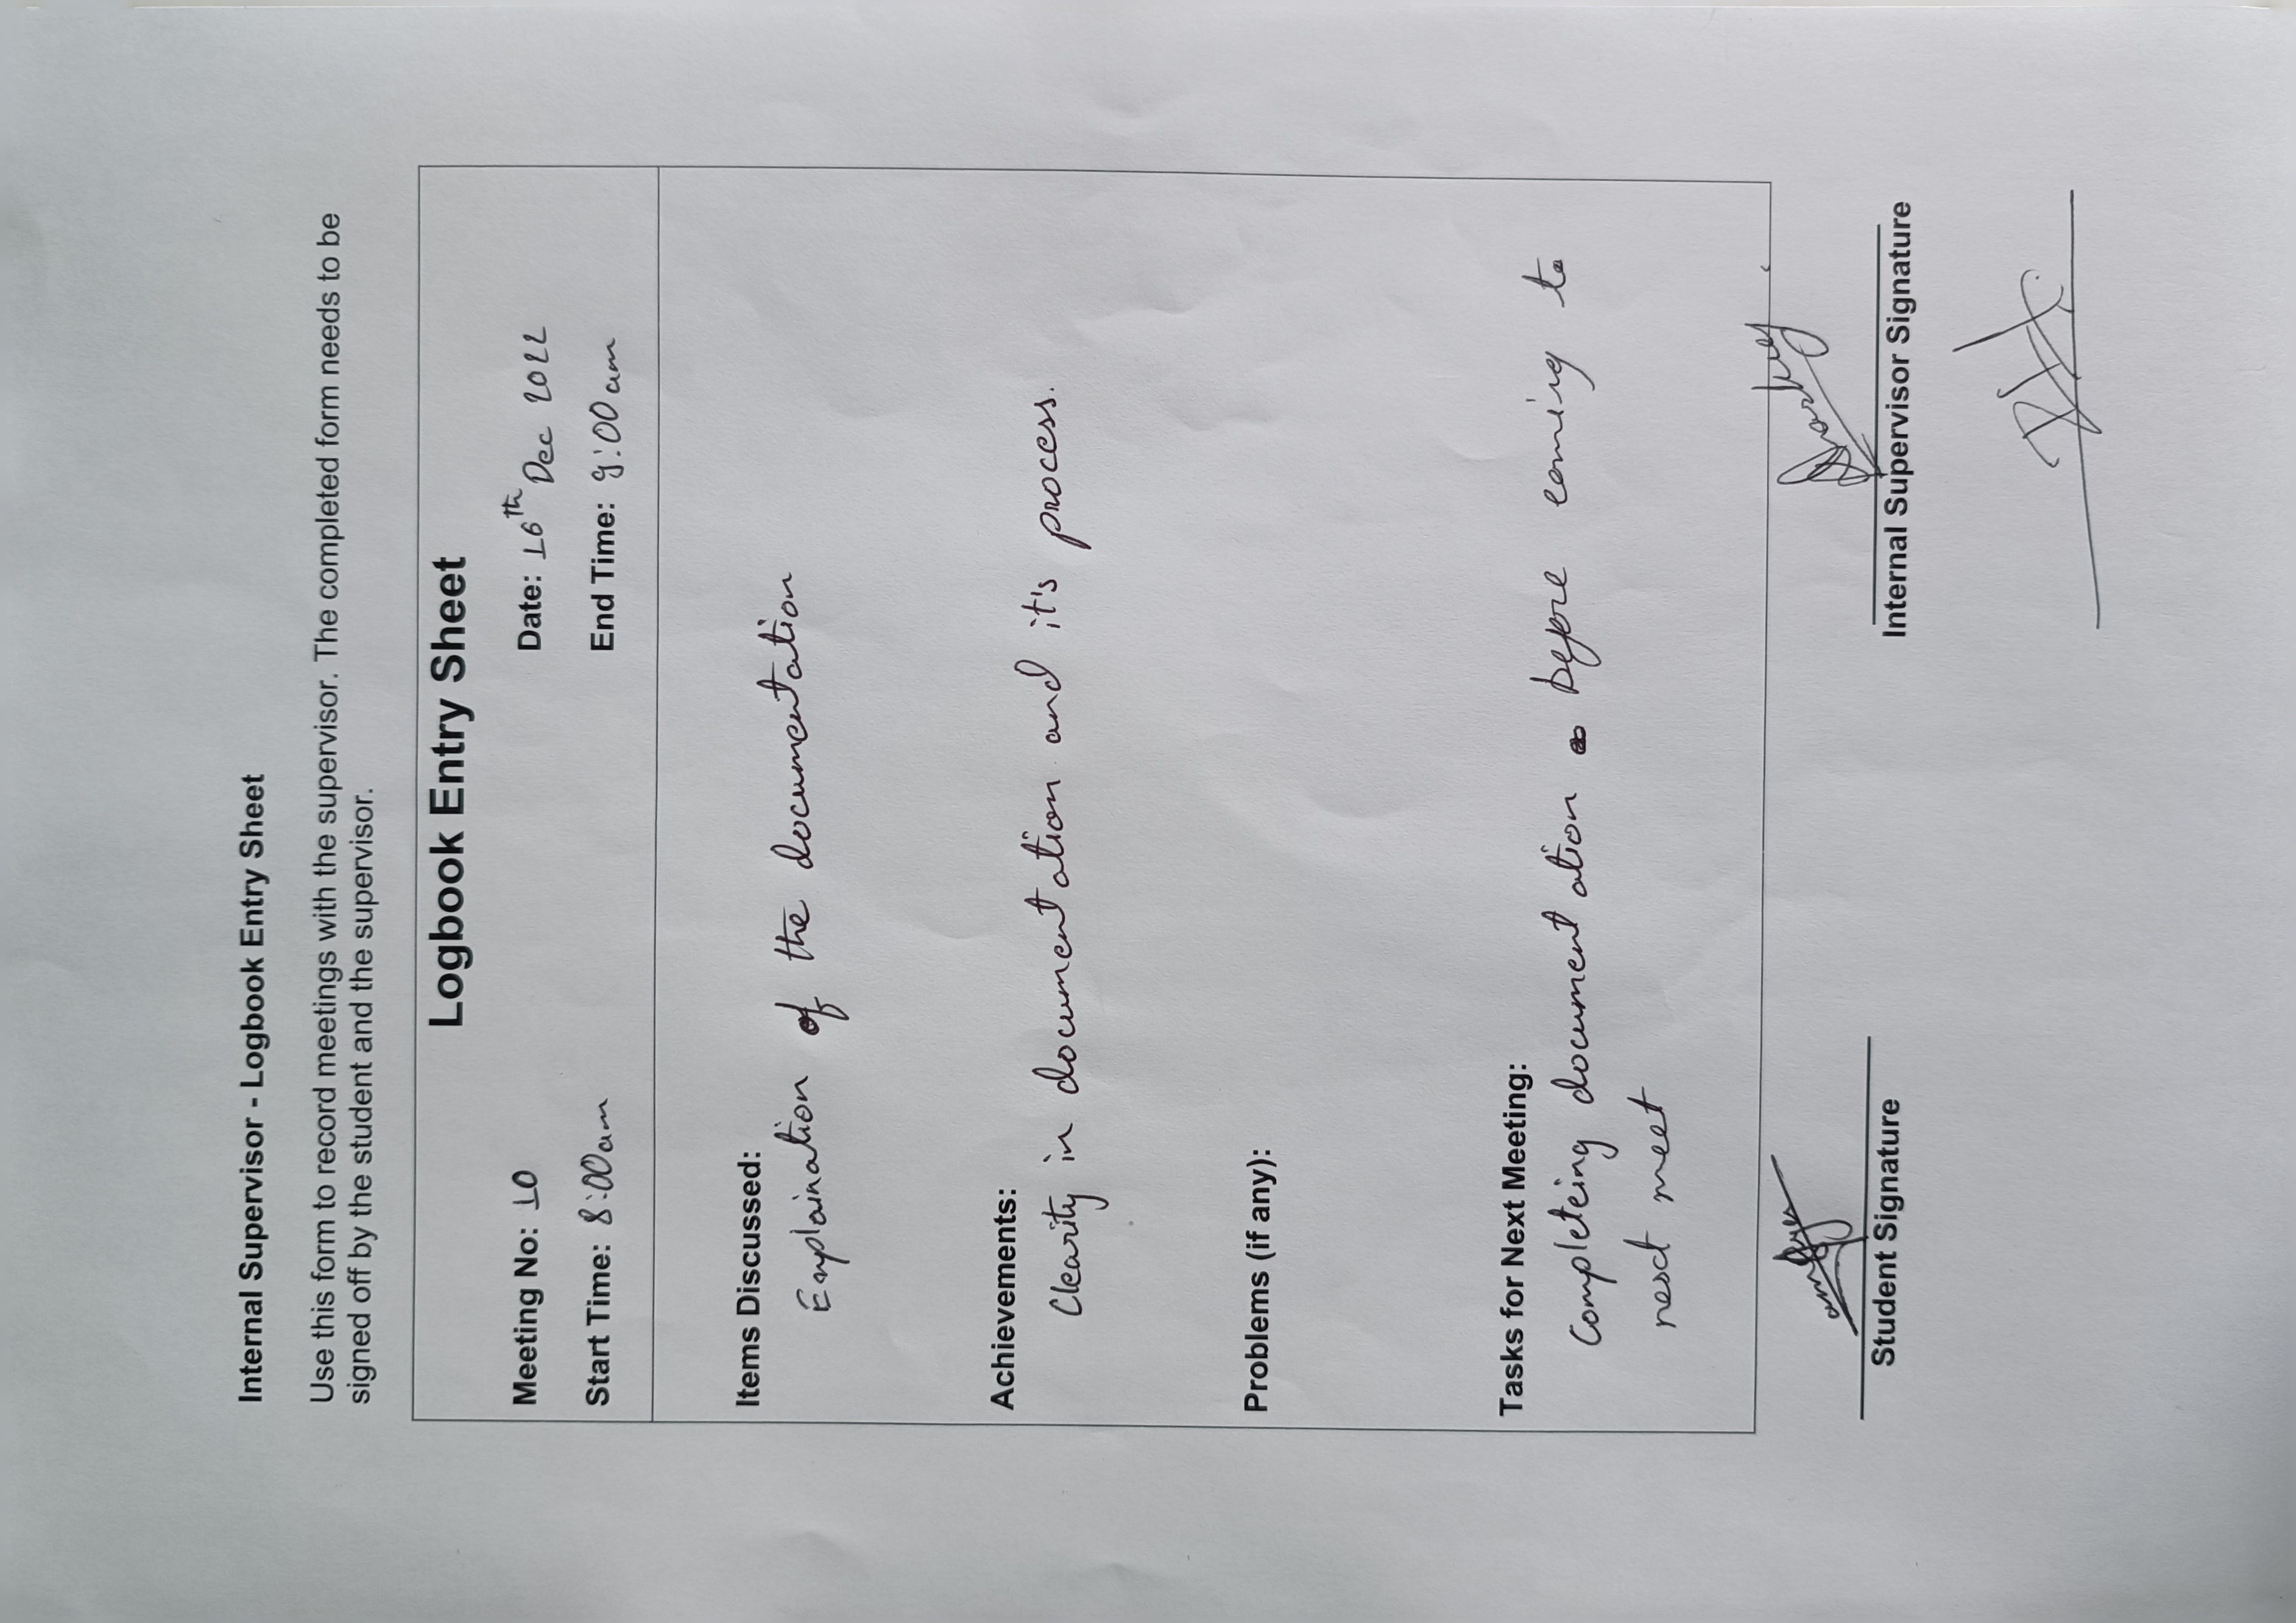 Internal Supervisor - Logbook Entry Sheet
Use this form to record meetings with the supervisor. The completed form needs to be
signed off by the student and the supervisor.
Logbook Entry Sheet
Meeting No: 10 Date: 16th Dec 2022
Start Time: 8:00am End Time: 9:00am
Items Discussed:
Explaination of the documentation
Achievements:
Clearity in documentation and it's process.
Problems (if any):
Tasks for Next Meeting:
Completeing documentation before coming to
next meet
Student Signature Internal Supervisor Signature